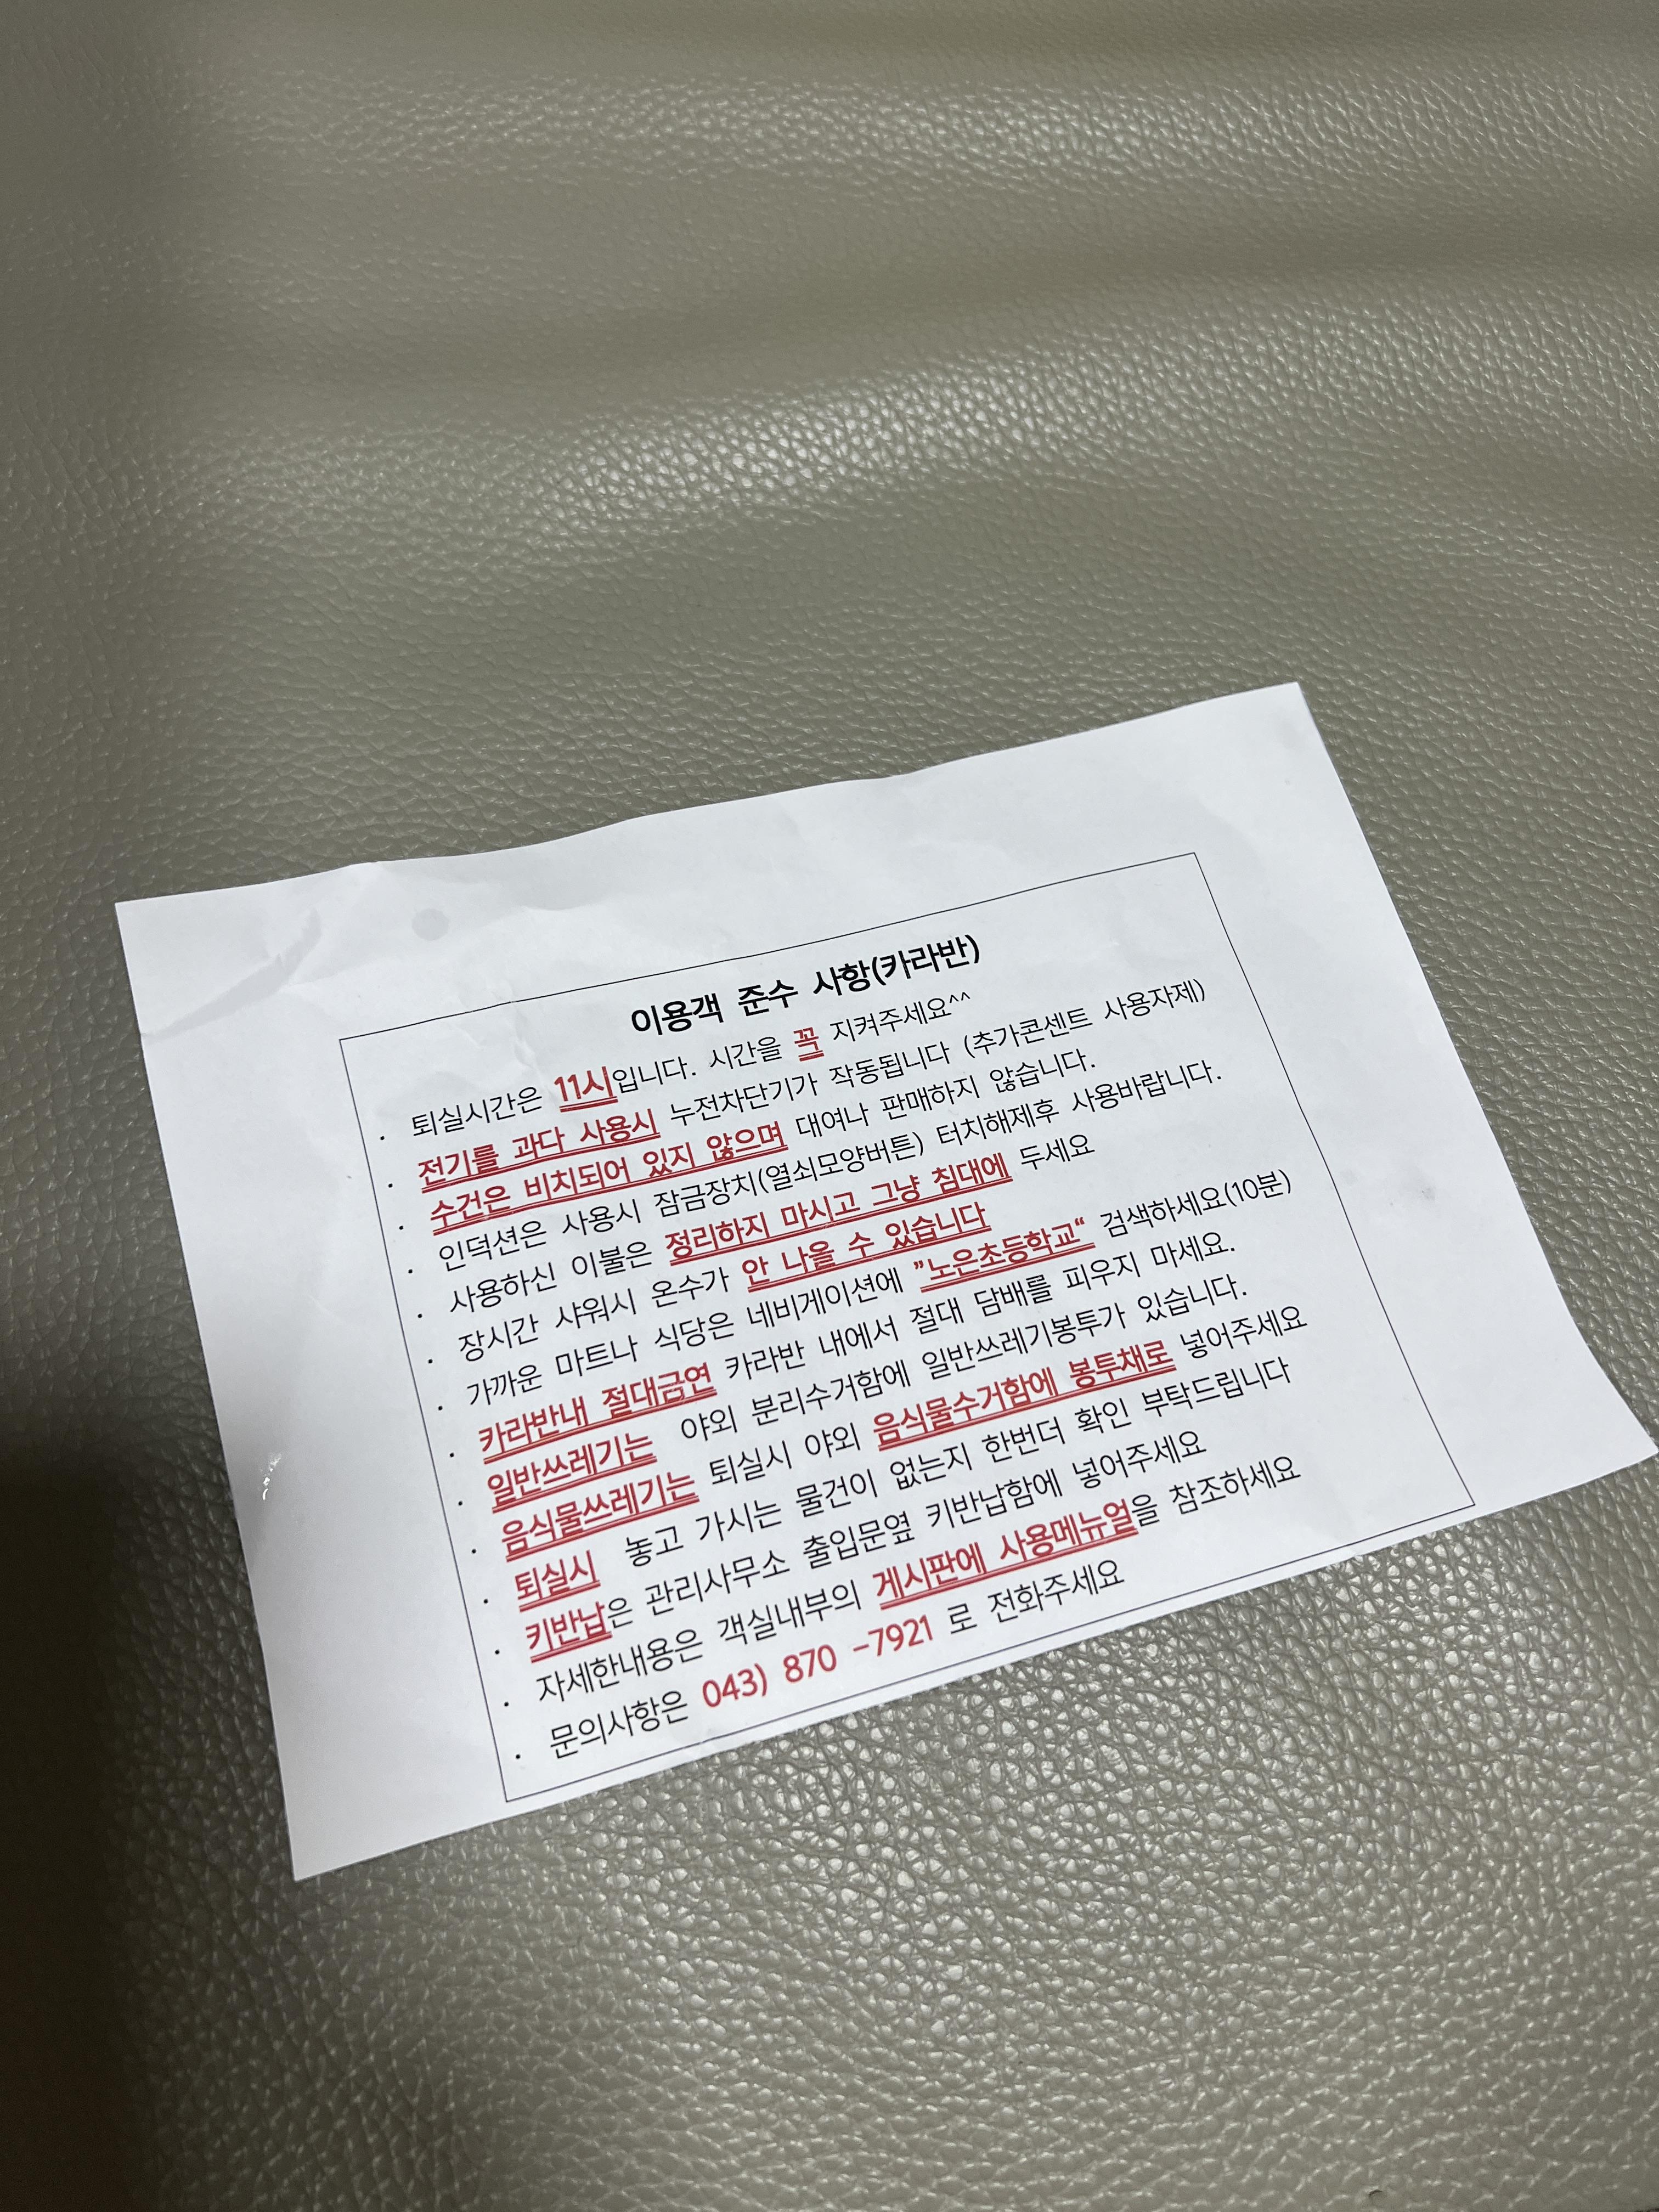 이용객 준수 사항(카라반)
· 퇴실시간은 11시입니다. 시간을 꼭 지켜주세요^^
· 전기를 과다 사용시 누전차단기가 작동됩니다 (추가콘센트 사용자제)
· 수건은 비치되어 있지 않으며 대여나 판매하지 않습니다.
· 인덕션은 사용시 잠금장치(열쇠모양버튼) 터치해제후 사용바랍니다.
· 사용하신 이불은 정리하지 마시고 그냥 침대에 두세요
· 장시간 샤워시 온수가 안 나올 수 있습니다
· 가까운 마트나 식당은 네비게이션에 ”노은초등학교“ 검색하세요(10분)
· 카라반내 절대금연 카라반 내에서 절대 담배를 피우지 마세요.
· 일반쓰레기는 야외 분리수거함에 일반쓰레기봉투가 있습니다.
· 음식물쓰레기는 퇴실시 야외 음식물수거함에 봉투채로 넣어주세요
· 퇴실시 놓고 가시는 물건이 없는지 한번더 확인 부탁드립니다
· 키반납은 관리사무소 출입문옆 키반납함에 넣어주세요
· 자세한내용은 객실내부의 게시판에 사용메뉴얼을 참조하세요
· 문의사항은 043) 870 -7921 로 전화주세요